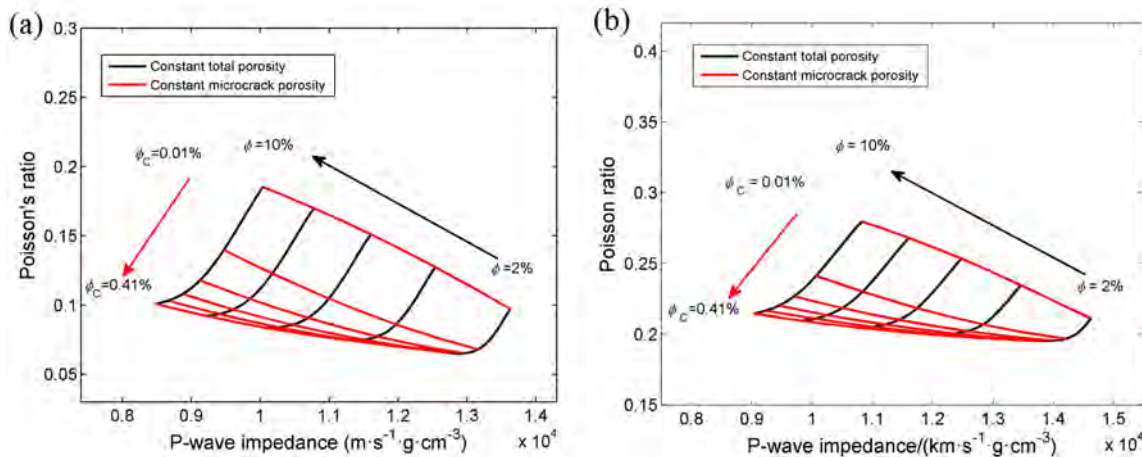 (a)
0.3
0.25
0.2
0.15
0.1
0.05
Poisson's ratio
Constant total porosity
Constant microcrack porosity
ϕC=0.01%
ϕ=10%
ϕC=0.41%
ϕ=2%
0.8 0.9 1 1.1 1.2 1.3 1.4
x 10⁴
P-wave impedance (m·s⁻¹·g·cm⁻³)
(b)
0.4
0.35
0.3
0.25
0.2
0.15
Poisson ratio
Constant total porosity
Constant microcrack porosity
ϕ = 10%
ϕC = 0.01%
ϕ = 2%
ϕC=0.41%
0.8 0.9 1 1.1 1.2 1.3 1.4 1.5
x 10⁴
P-wave impedance/(km·s⁻¹·g·cm⁻³)